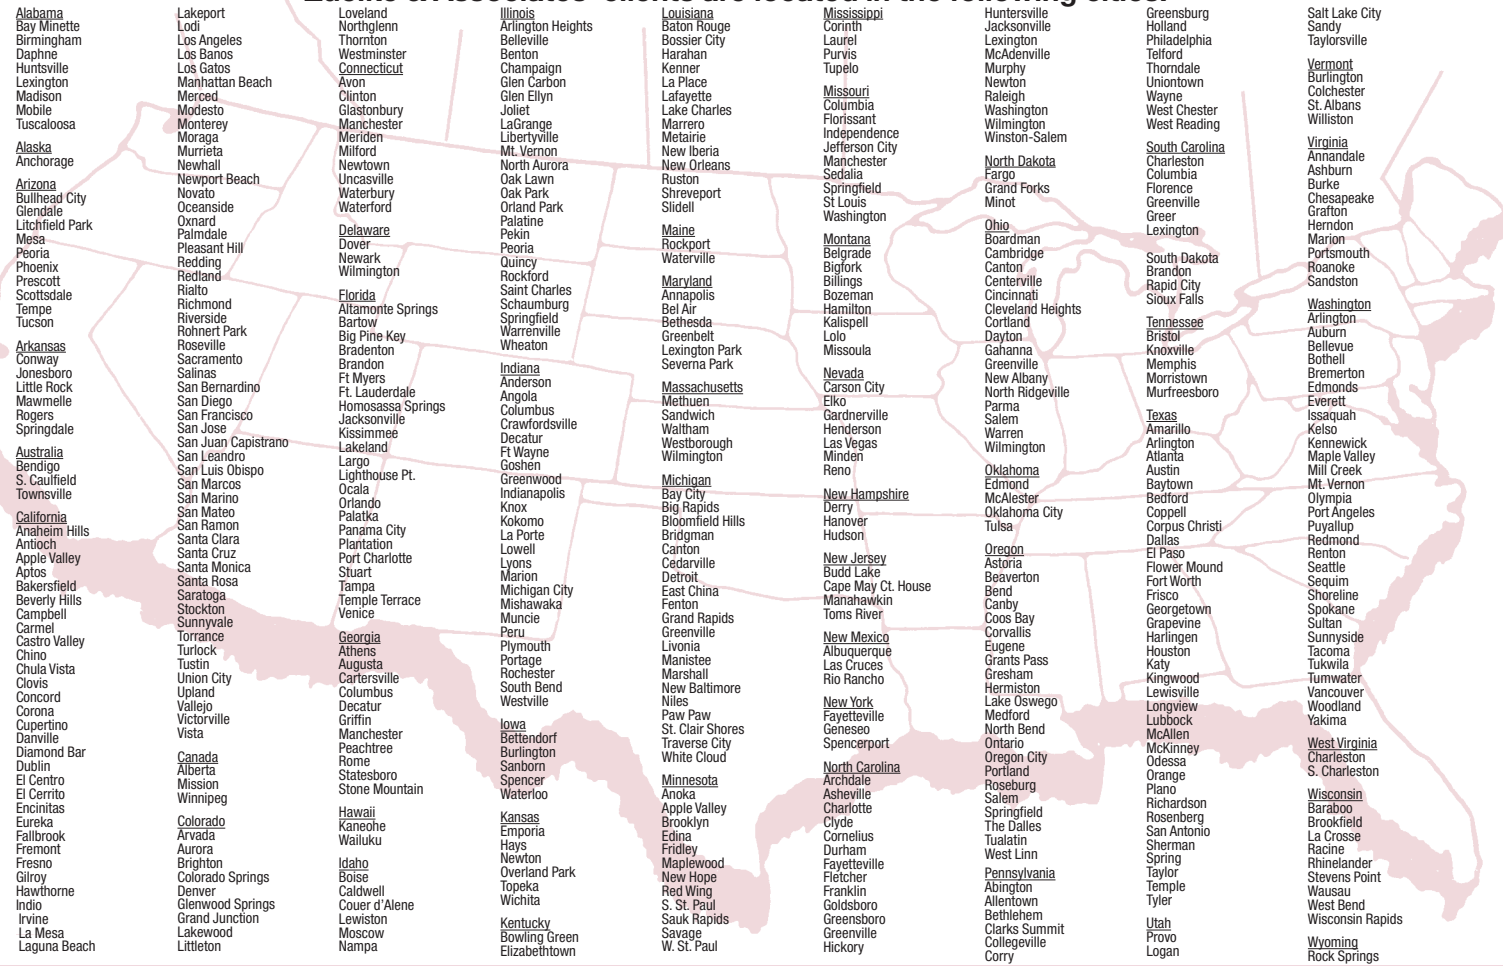 & Associates' clients are located in the following cities:
Alabama
Bay Minette
Birmingham
Daphne
Huntsville
Lexington
Madison
Mobile
Tuscaloosa
Alaska
Anchorage
Arizona
Bullhead City
Glendale
Litchfield Park
Mesa
Peoria
Phoenix
Prescott
Scottsdale
Tempe
Tucson
Arkansas
Conway
Jonesboro
Little Rock
Mawmelle
Rogers
Springdale
Australia
Bendigo
S. Caulfield
Townsville
California
Anaheim Hills
Antioch
Apple Valley
Aptos
Bakersfield
Beverly Hills
Campbell
Carmel
Castro Valley
Chino
Chula Vista
Clovis
Concord
Corona
Cupertino
Danville
Diamond Bar
Dublin
El Centro
El Cerrito
Encinitas
Eureka
Fallbrook
Fremont
Fresno
Gilroy
Hawthorne
Indio
Irvine
La Mesa
Laguna Beach
Lakeport
Lodi
Los Angeles
Los Banos
Los Gatos
Manhattan Beach
Merced
Modesto
Monterey
Moraga
Murrieta
Newhall
Newport Beach
Novato
Oceanside
Oxnard
Palmdale
Pleasant Hill
Redding
Redland
Rialto
Richmond
Riverside
Rohnert Park
Roseville
Sacramento
Salinas
San Bernardino
San Diego
San Francisco
San Jose
San Juan Capistrano
San Leandro
San Luis Obispo
San Marcos
San Marino
San Mateo
San Ramon
Santa Clara
Santa Cruz
Santa Monica
Santa Rosa
Saratoga
Stockton
Sunnyvale
Torrance
Turlock
Tustin
Union City
Upland
Vallejo
Victorville
Vista
Canada
Alberta
Mission
Winnipeg
Colorado
Arvada
Aurora
Brighton
Colorado Springs
Denver
Glenwood Springs
Grand Junction
Lakewood
Littleton
Loveland
Northglenn
Thornton
Westminster
Connecticut
Avon
Clinton
Glastonbury
Manchester
Meriden
Milford
Newtown
Uncasville
Waterbury
Waterford
Delaware
Dover
Newark
Wilmington
Florida
Altamonte Springs
Bartow
Big Pine Key
Bradenton
Brandon
Ft Myers
Ft. Lauderdale
Homosassa Springs
Jacksonville
Kissimmee
Lakeland
Largo
Lighthouse Pt.
Ocala
Orlando
Palatka
Panama City
Plantation
Port Charlotte
Stuart
Tampa
Temple Terrace
Venice
Georgia
Athens
Augusta
Cartersville
Columbus
Decatur
Griffin
Manchester
Peachtree
Rome
Statesboro
Stone Mountain
Hawaii
Kaneohe
Wailuku
Idaho
Boise
Caldwell
Couer d'Alene
Lewiston
Moscow
Nampa
Illinois
Arlington Heights
Belleville
Benton
Champaign
Glen Carbon
Glen Ellyn
Joliet
LaGrange
Libertyville
Mt. Vernon
North Aurora
Oak Lawn
Oak Park
Orland Park
Palatine
Pekin
Peoria
Quincy
Rockford
Saint Charles
Schaumburg
Springfield
Warrenville
Wheaton
Indiana
Anderson
Angola
Columbus
Crawfordsville
Decatur
Ft Wayne
Goshen
Greenwood
Indianapolis
Knox
Kokomo
La Porte
Lowell
Lyons
Marion
Michigan City
Mishawaka
Muncie
Peru
Plymouth
Portage
Rochester
South Bend
Westville
Iowa
Bettendorf
Burlington
Sanborn
Spencer
Waterloo
Kansas
Emporia
Hays
Newton
Overland Park
Topeka
Wichita
Kentucky
Bowling Green
Elizabethtown
Louisiana
Baton Rouge
Bossier City
Harahan
Kenner
La Place
Lafayette
Lake Charles
Marrero
Metairie
New Iberia
New Orleans
Ruston
Shreveport
Slidell
Maine
Rockport
Waterville
Maryland
Annapolis
Bel Air
Bethesda
Greenbelt
Lexington Park
Severna Park
Massachusetts
Methuen
Sandwich
Waltham
Westborough
Wilmington
Michigan
Bay City
Big Rapids
Bloomfield Hills
Bridgman
Canton
Cedarville
Detroit
East China
Fenton
Grand Rapids
Greenville
Livonia
Manistee
Marshall
New Baltimore
Niles
Paw Paw
St. Clair Shores
Traverse City
White Cloud
Minnesota
Anoka
Apple Valley
Brooklyn
Edina
Fridley
Maplewood
New Hope
Red Wing
S. St. Paul
Sauk Rapids
Savage
W. St. Paul
Mississippi
Corinth
Laurel
Purvis
Tupelo
Missouri
Columbia
Florissant
Independence
Jefferson City
Manchester
Sedalia
Springfield
St Louis
Washington
Montana
Belgrade
Bigfork
Billings
Bozeman
Hamilton
Kalispell
Lolo
Missoula
Nevada
Carson City
Elko
Gardnerville
Henderson
Las Vegas
Minden
Reno
New Hampshire
Derry
Hanover
Hudson
New Jersey
Budd Lake
Cape May Ct. House
Manahawkin
Toms River
New Mexico
Albuquerque
Las Cruces
Rio Rancho
New York
Fayetteville
Geneseo
Spencerport
North Carolina
Archdale
Asheville
Charlotte
Clyde
Cornelius
Durham
Fayetteville
Fletcher
Franklin
Goldsboro
Greensboro
Greenville
Hickory
Huntersville
Jacksonville
Lexington
McAdenville
Murphy
Newton
Raleigh
Washington
Wilmington
Winston-Salem
North Dakota
Fargo
Grand Forks
Minot
Ohio
Boardman
Cambridge
Canton
Centerville
Cincinnati
Cleveland Heights
Cortland
Dayton
Gahanna
Greenville
New Albany
North Ridgeville
Parma
Salem
Warren
Wilmington
Oklahoma
Edmond
McAlester
Oklahoma City
Tulsa
Oregon
Astoria
Beaverton
Bend
Canby
Coos Bay
Corvallis
Eugene
Grants Pass
Gresham
Hermiston
Lake Oswego
Medford
North Bend
Ontario
Oregon City
Portland
Roseburg
Salem
Springfield
The Dalles
Tualatin
West Linn
Pennsylvania
Abington
Allentown
Bethlehem
Clarks Summit
Collegeville
Corry
Greensburg
Holland
Philadelphia
Telford
Thorndale
Uniontown
Wayne
West Chester
West Reading
South Carolina
Charleston
Columbia
Florence
Greenville
Greer
Lexington
South Dakota
Brandon
Rapid City
Sioux Falls
Tennessee
Bristol
Knoxville
Memphis
Morristown
Murfreesboro
Texas
Amarillo
Arlington
Atlanta
Austin
Baytown
Bedford
Coppell
Corpus Christi
Dallas
El Paso
Flower Mound
Fort Worth
Frisco
Georgetown
Grapevine
Harlingen
Houston
Katy
Kingwood
Lewisville
Longview
Lubbock
McAllen
McKinney
Odessa
Orange
Plano
Richardson
Rosenberg
San Antonio
Sherman
Spring
Taylor
Temple
Tyler
Utah
Provo
Logan
Salt Lake City
Sandy
Taylorsville
Vermont
Burlington
Colchester
St. Albans
Williston
Virginia
Annandale
Ashburn
Burke
Chesapeake
Grafton
Herndon
Marion
Portsmouth
Roanoke
Sandston
Washington
Arlington
Auburn
Bellevue
Bothell
Bremerton
Edmonds
Everett
Issaquah
Kelso
Kennewick
Maple Valley
Mill Creek
Mt. Vernon
Olympia
Port Angeles
Puyallup
Redmond
Renton
Seattle
Sequim
Shoreline
Spokane
Sultan
Sunnyside
Tacoma
Tukwila
Tumwater
Vancouver
Woodland
Yakima
West Virginia
Charleston
S. Charleston
Wisconsin
Baraboo
Brookfield
La Crosse
Racine
Rhinelander
Stevens Point
Wausau
West Bend
Wisconsin Rapids
Wyoming
Rock Springs